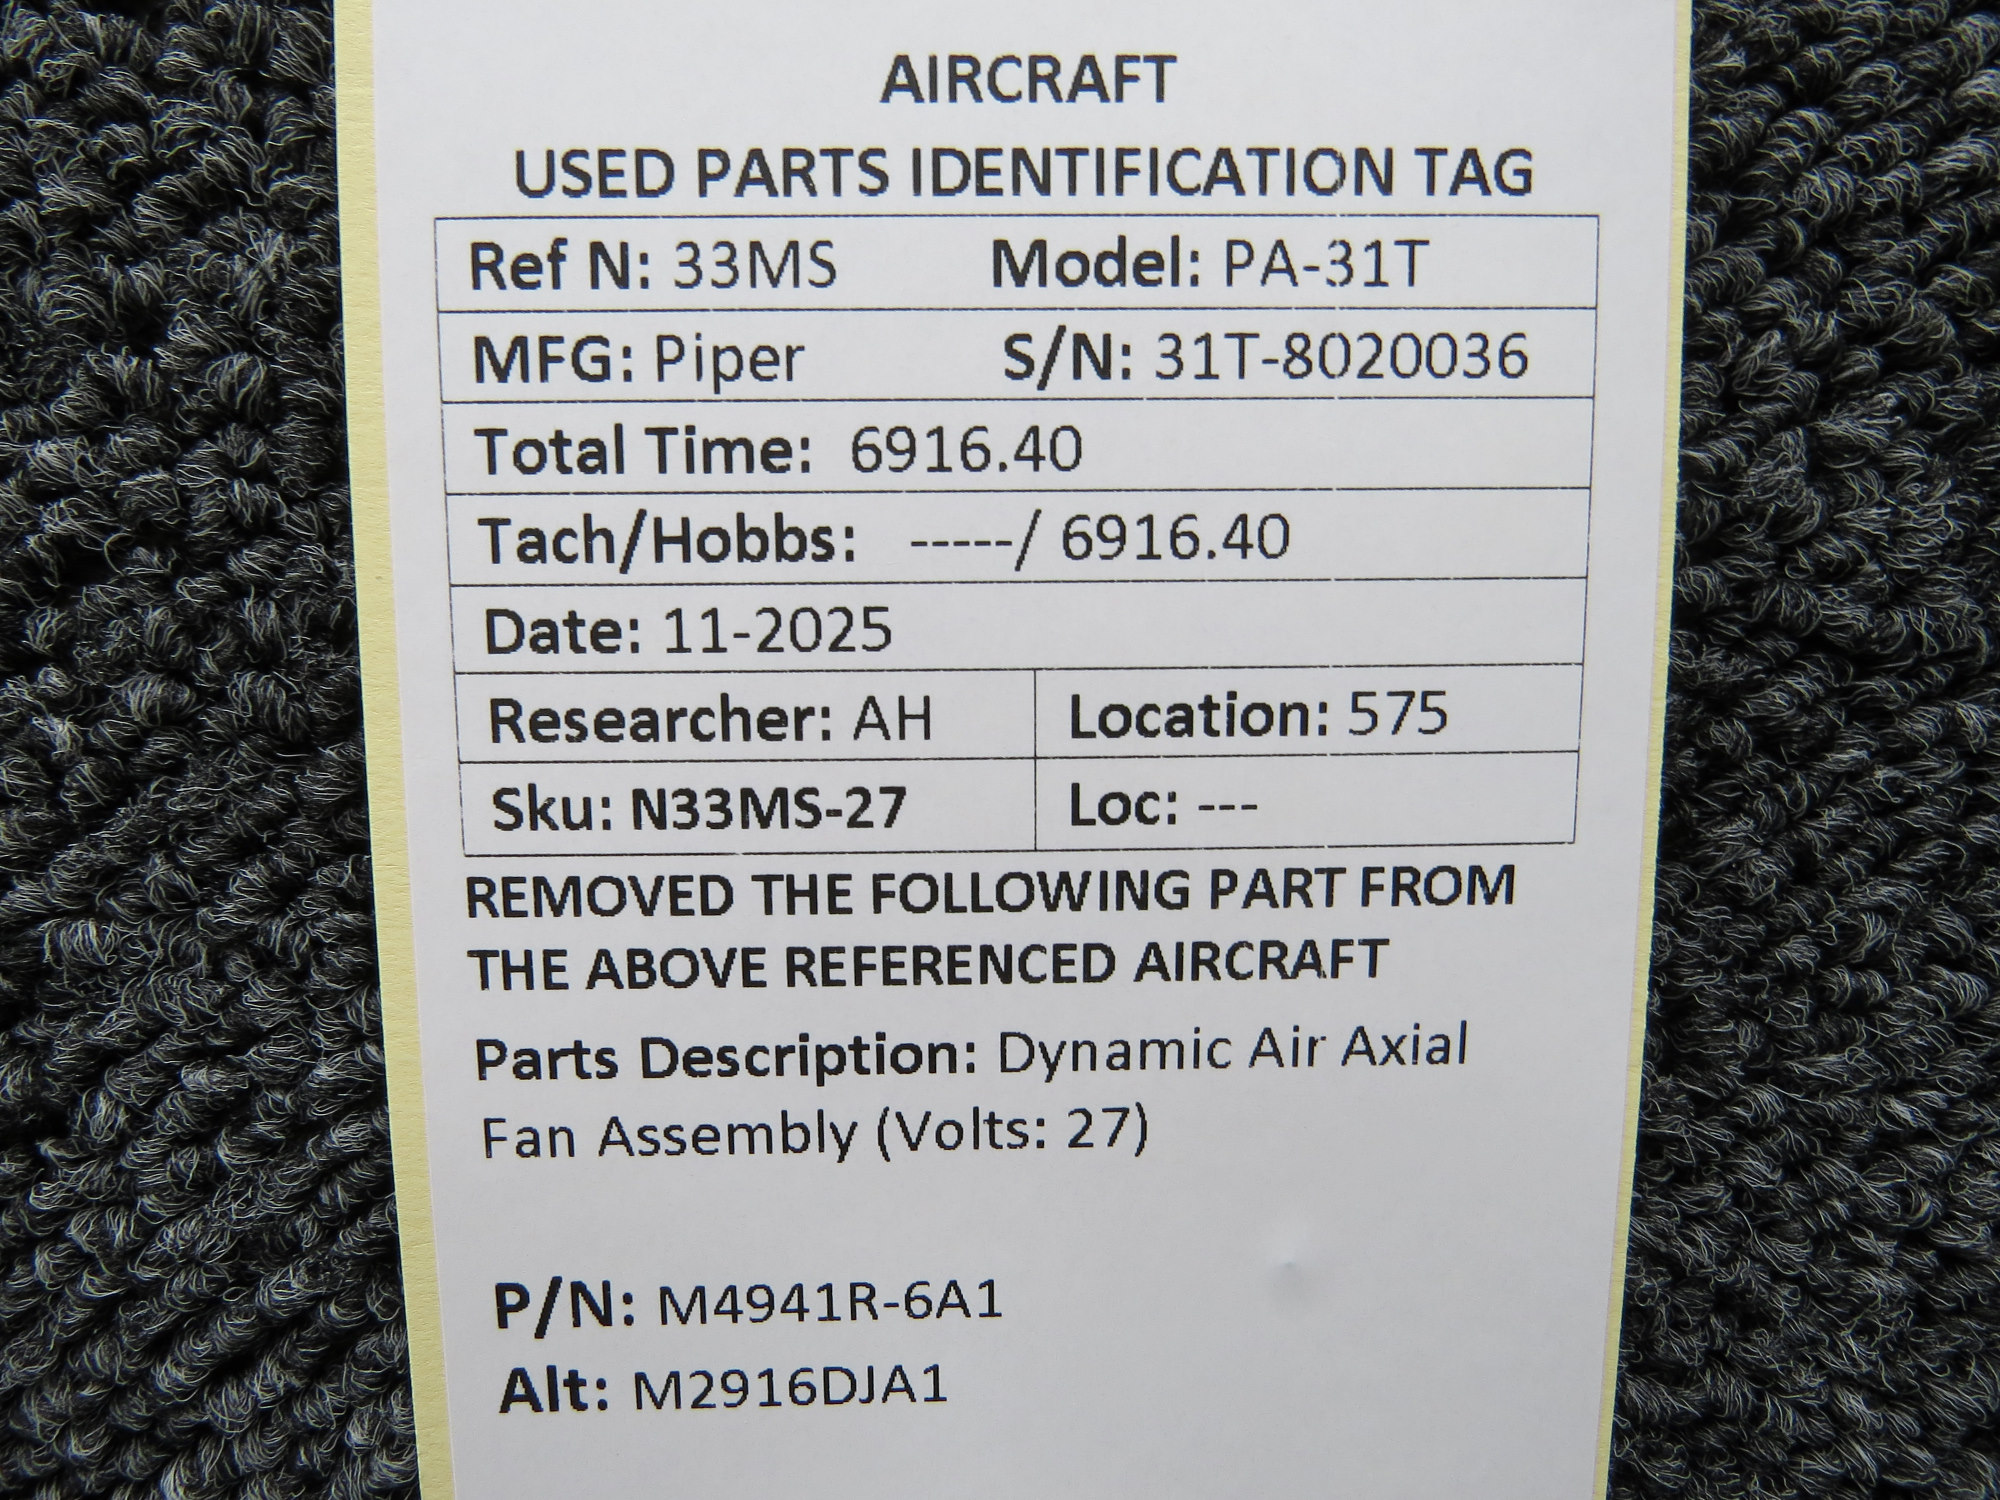 AIRCRAFT
USED PARTS IDENTIFICATION TAG
Ref N: 33MS Model: PA-31T
MFG: Piper S/N: 31T-8020036
Total Time: 6916.40
Tach/Hobbs: -----/ 6916.40
Date: 11-2025
Researcher: AH Location: 575
Sku: N33MS-27 Loc: ---
REMOVED THE FOLLOWING PART FROM
THE ABOVE REFERENCED AIRCRAFT
Parts Description: Dynamic Air Axial
Fan Assembly (Volts: 27)
P/N: M4941R-6A1
Alt: M2916DJA1